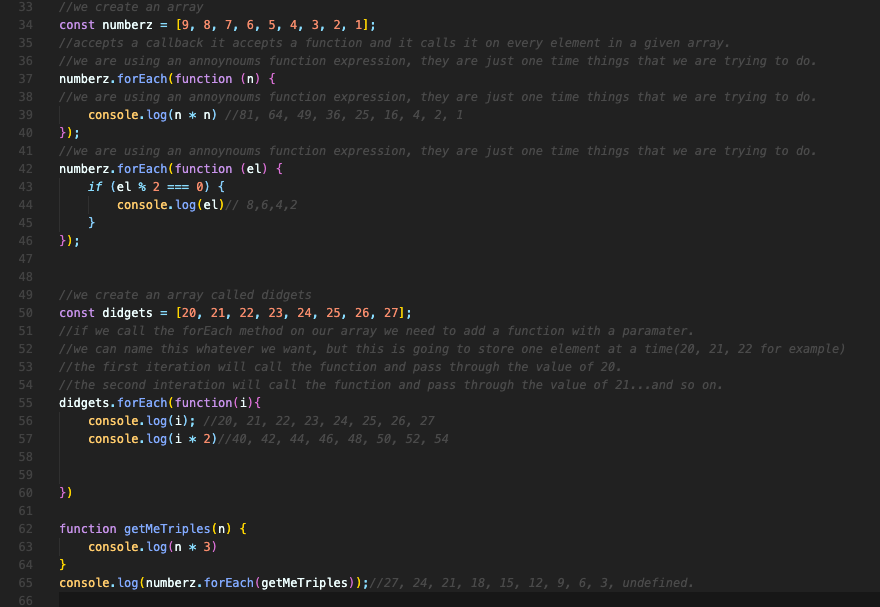 33 //we create an array
34 const numberz = [9, 8, 7, 6, 5, 4, 3, 2, 1];
35 //accepts a callback it accepts a function and it calls it on every element in a given array.
36 //we are using an annoynoums function expression, they are just one time things that we are trying to do.
37 numberz.forEach(function (n) {
38 //we are using an annoynoums function expression, they are just one time things that we are trying to do.
39 console.log(n * n) //81, 64, 49, 36, 25, 16, 4, 2, 1
40 });
41 //we are using an annoynoums function expression, they are just one time things that we are trying to do.
42 numberz.forEach(function (el) {
43 if (el % 2 === 0) {
44 console.log(el)// 8,6,4,2
45 }
46 });
47
48
49 //we create an array called didgets
50 const didgets = [20, 21, 22, 23, 24, 25, 26, 27];
51 //if we call the forEach method on our array we need to add a function with a paramater.
52 //we can name this whatever we want, but this is going to store one element at a time(20, 21, 22 for example)
53 //the first iteration will call the function and pass through the value of 20.
54 //the second interation will call the function and pass through the value of 21...and so on.
55 didgets.forEach(function(i){
56 console.log(i); //20, 21, 22, 23, 24, 25, 26, 27
57 console.log(i * 2)//40, 42, 44, 46, 48, 50, 52, 54
58
59
60 })
61
62 function getMeTriples(n) {
63 console.log(n * 3)
64 }
65 console.log(numberz.forEach(getMeTriples));//27, 24, 21, 18, 15, 12, 9, 6, 3, undefined.
66